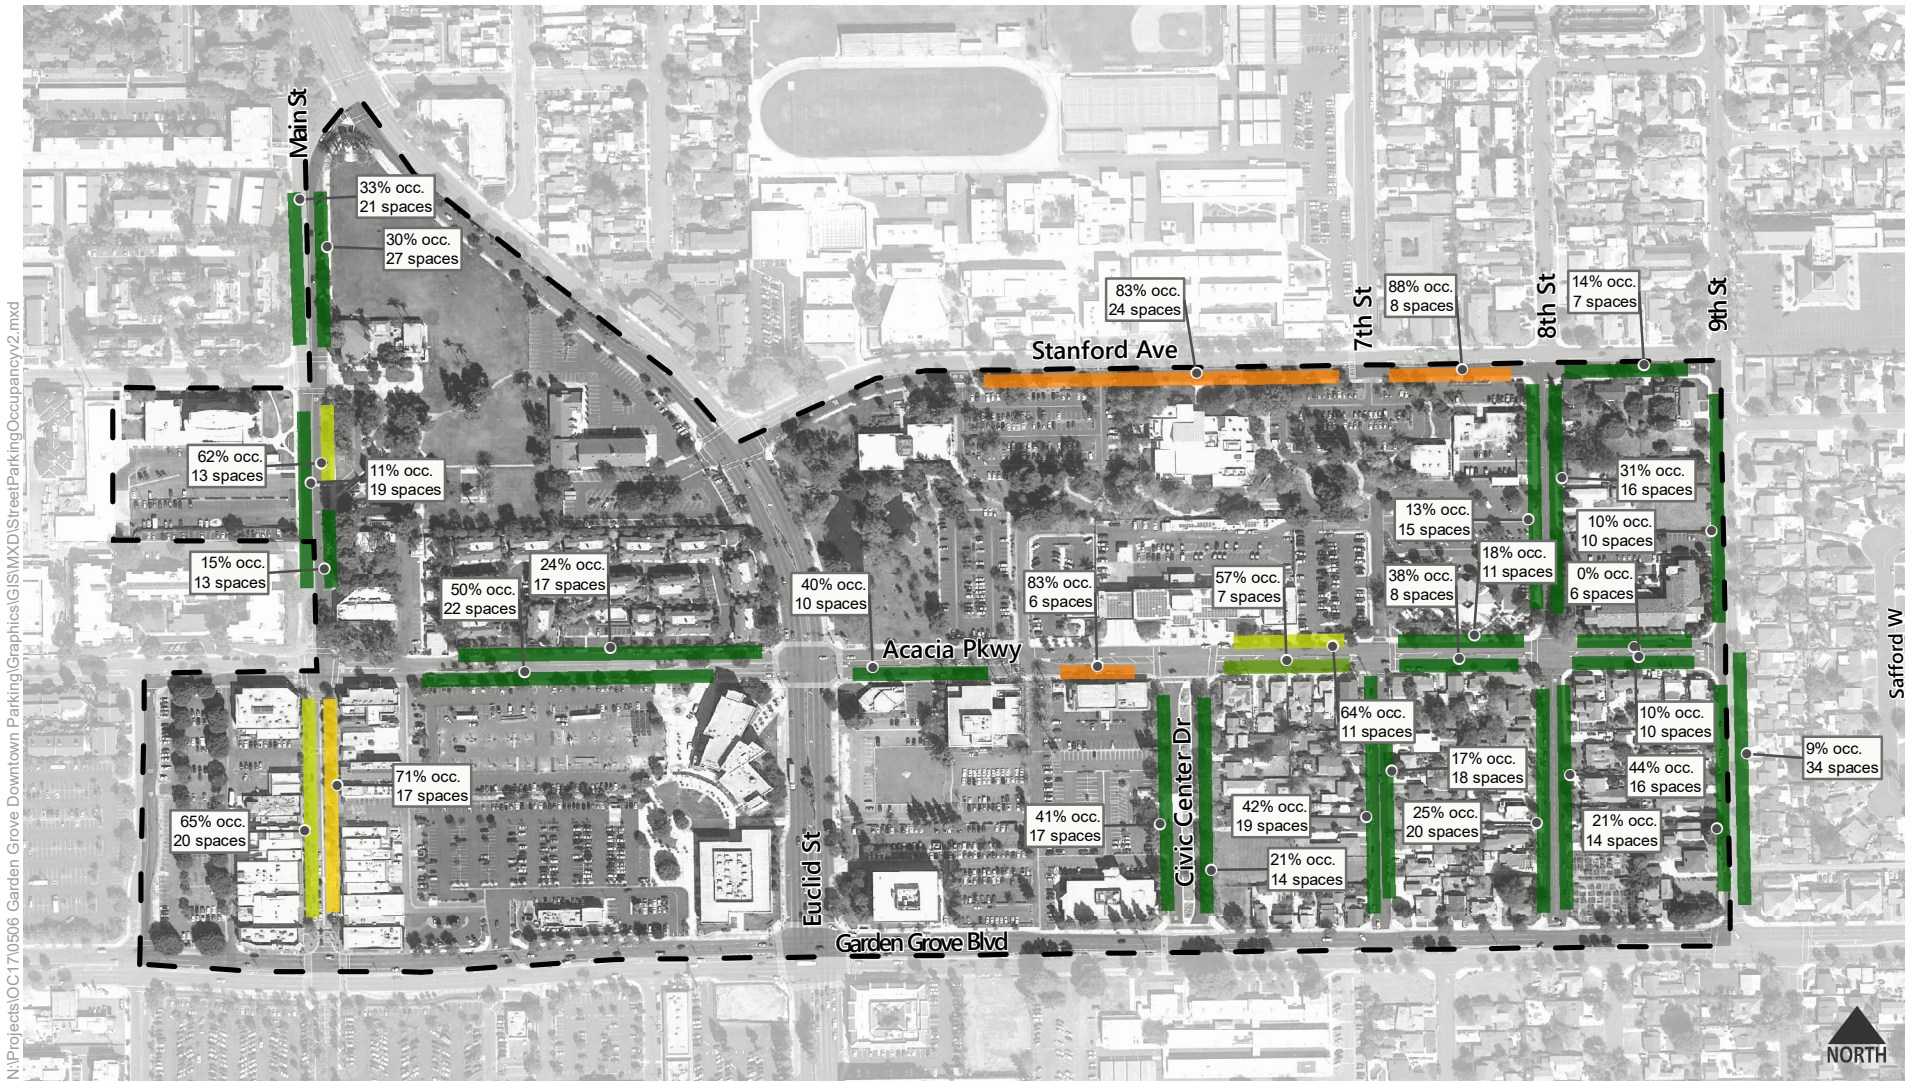 Main St
33% occ.
21 spaces
30% occ.
27 spaces
83% occ.
24 spaces
7th St
88% occ.
8 spaces
8th St
14% occ.
7 spaces
9th St
Stanford Ave
62% occ.
13 spaces
11% occ.
19 spaces
31% occ.
16 spaces
13% occ.
15 spaces
10% occ.
10 spaces
15% occ.
13 spaces
24% occ.
17 spaces
50% occ.
22 spaces
40% occ.
10 spaces
83% occ.
6 spaces
57% occ.
7 spaces
38% occ.
8 spaces
18% occ.
11 spaces
0% occ.
6 spaces
Acacia Pkwy
Safford W
64% occ.
11 spaces
10% occ.
10 spaces
71% occ.
17 spaces
17% occ.
18 spaces
44% occ.
16 spaces
9% occ.
34 spaces
65% occ.
20 spaces
41% occ.
17 spaces
Civic Center Dr
42% occ.
19 spaces
25% occ.
20 spaces
21% occ.
14 spaces
21% occ.
14 spaces
Euclid St
Garden Grove Blvd
NORTH
N:\Projects\OC17\0506 Garden Grove Downtown Parking\Graphics\GIS\MXD\StreetParkingOccupancyv2.mxd